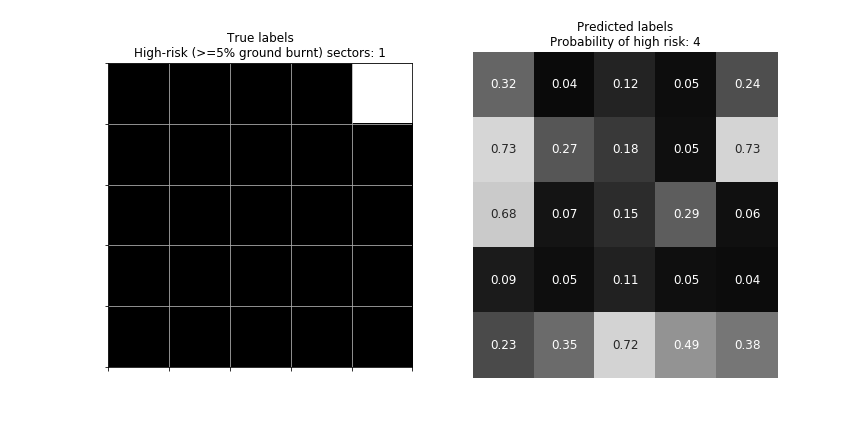 True labels
High-risk (>=5% ground burnt) sectors: 1
Predicted labels
Probability of high risk: 4
0.32 0.04 0.12 0.05 0.24
0.73 0.27 0.18 0.05 0.73
0.68 0.07 0.15 0.29 0.06
0.09 0.05 0.11 0.05 0.04
0.23 0.35 0.72 0.49 0.38